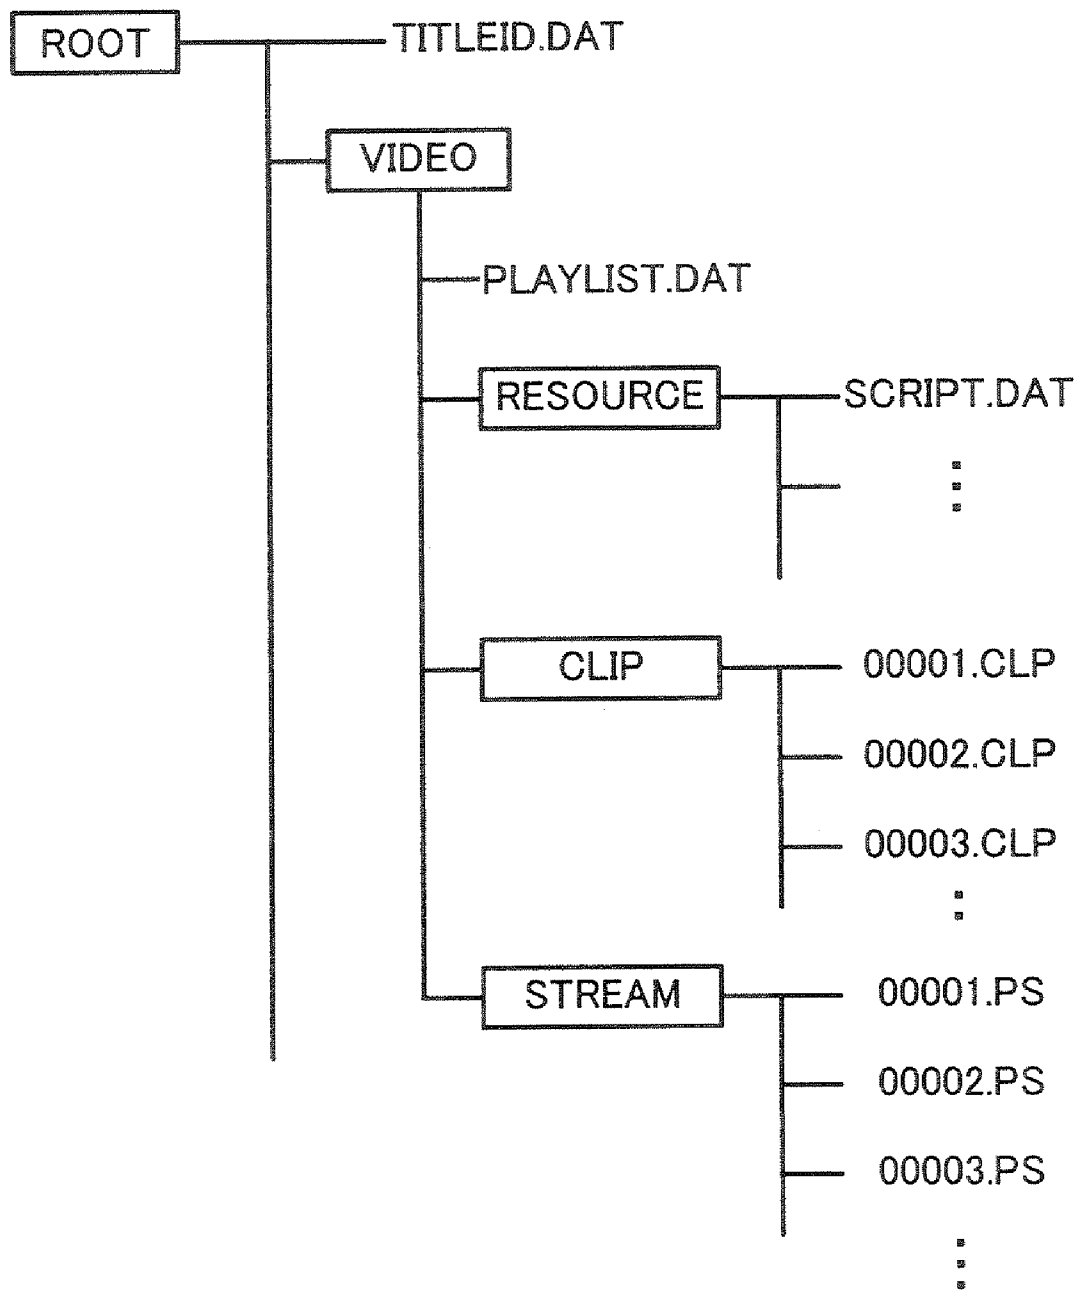 ROOT
TITLEID.DAT
VIDEO
PLAYLIST.DAT
RESOURCE
SCRIPT.DAT
CLIP
00001.CLP
00002.CLP
00003.CLP
STREAM
00001.PS
00002.PS
00003.PS